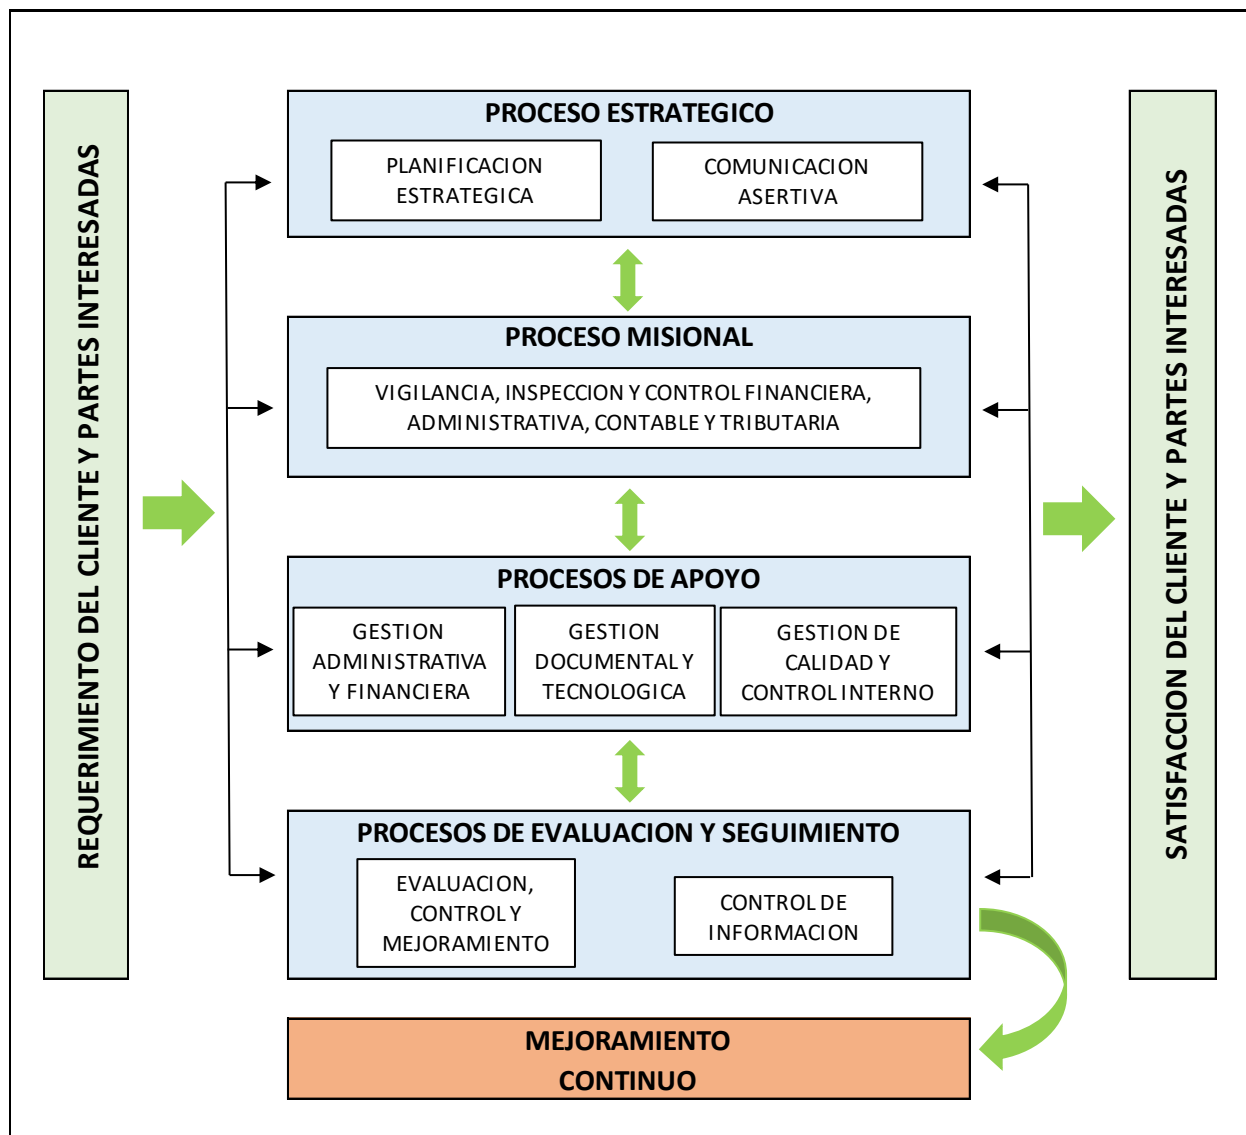 REQUERIMIENTO DEL CLIENTE Y PARTES INTERESADAS
PROCESO ESTRATEGICO
PLANIFICACION
ESTRATEGICA
COMUNICACION
ASERTIVA
PROCESO MISIONAL
VIGILANCIA, INSPECCION Y CONTROL FINANCIERA,
ADMINISTRATIVA, CONTABLE Y TRIBUTARIA
PROCESOS DE APOYO
GESTION
ADMINISTRATIVA
Y FINANCIERA
GESTION
DOCUMENTAL Y
TECNOLOGICA
GESTION DE
CALIDAD Y
CONTROL INTERNO
PROCESOS DE EVALUACION Y SEGUIMIENTO
EVALUACION,
CONTROL Y
MEJORAMIENTO
CONTROL DE
INFORMACION
MEJORAMIENTO
CONTINUO
SATISFACCION DEL CLIENTE Y PARTES INTERESADAS